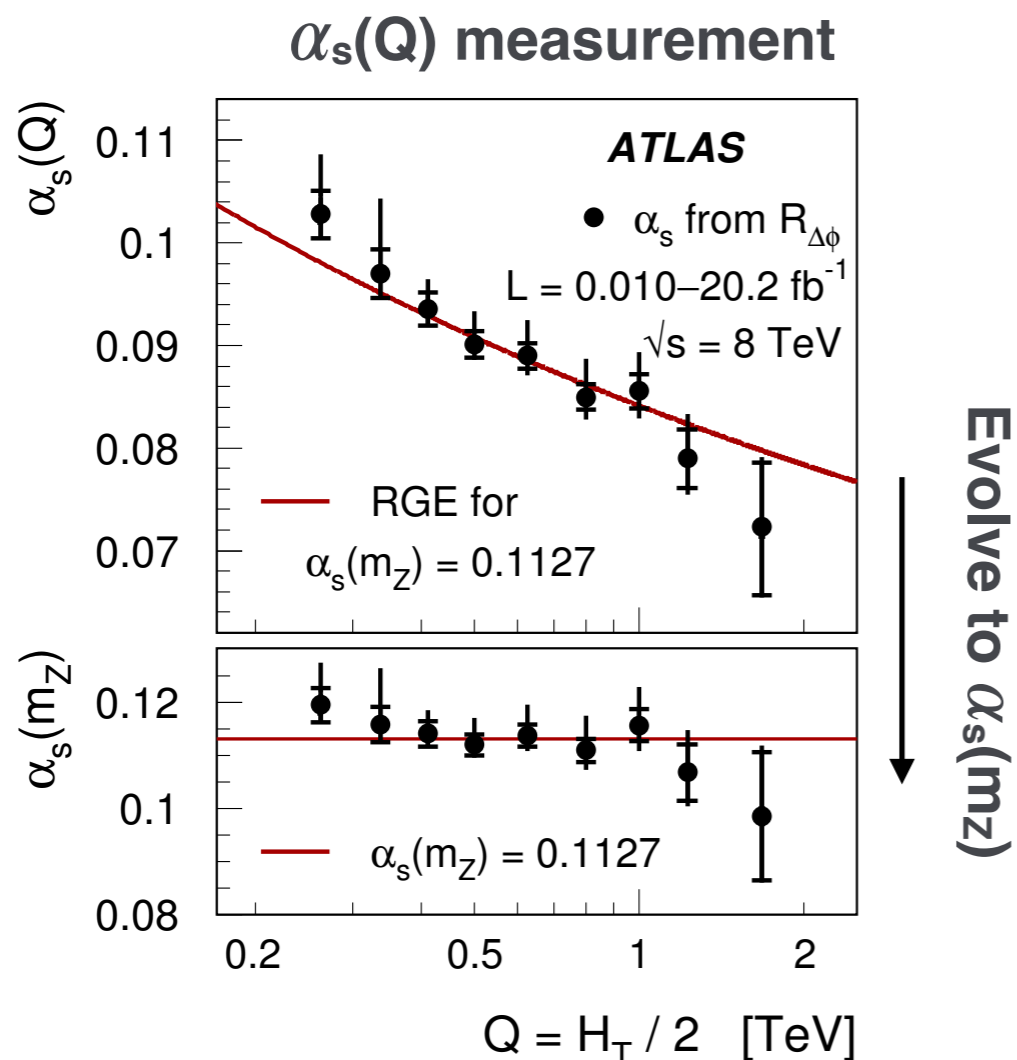 αs(Q) measurement
αs(Q)
0.11
0.1
0.09
0.08
0.07
ATLAS
αs from RΔϕ
L = 0.010–20.2 fb-1
√s = 8 TeV
RGE for
αs(mZ) = 0.1127
αs(mZ)
0.12
0.1
0.08
αs(mZ) = 0.1127
0.2
0.5
1
2
Q = HT / 2 [TeV]
Evolve to αs(mz)